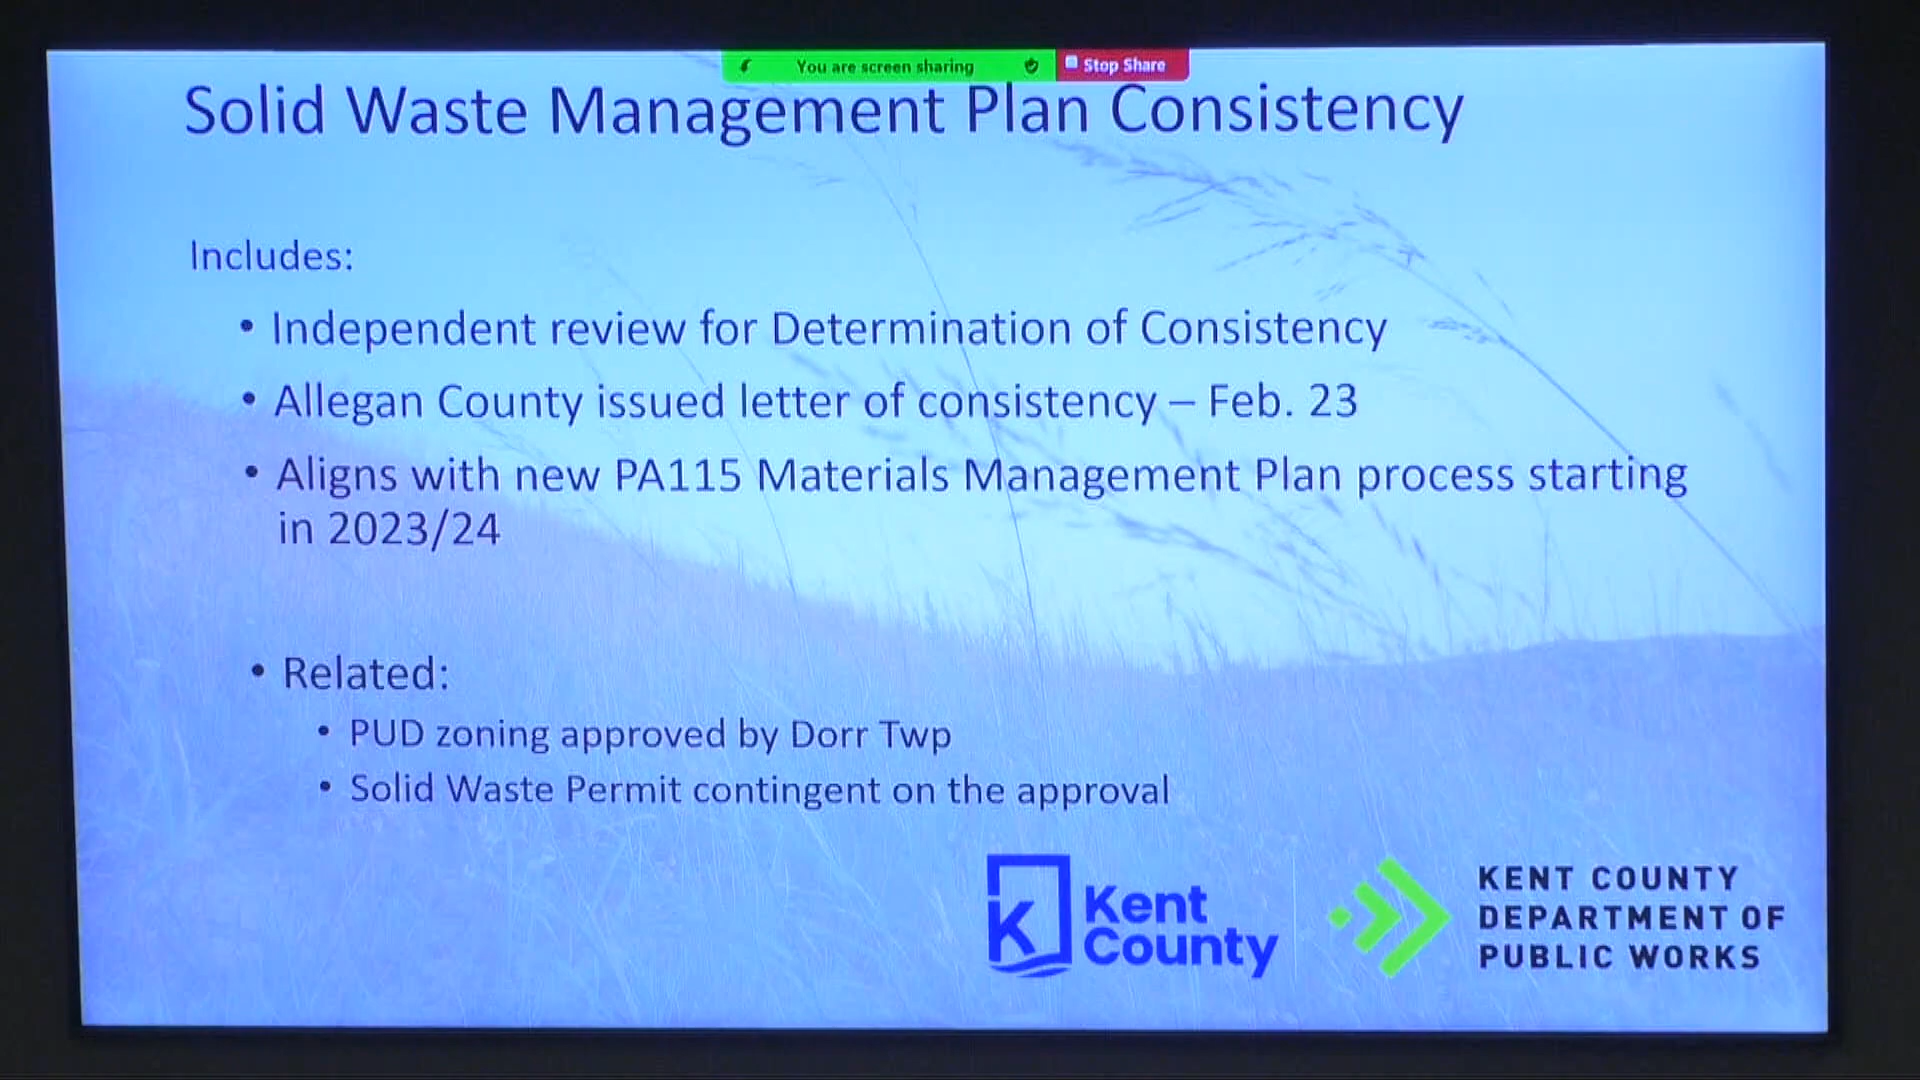 You are screen sharing
Stop Share
Solid Waste Management Plan Consistency
Includes:
• Independent review for Determination of Consistency
• Allegan County issued letter of consistency – Feb. 23
• Aligns with new PA115 Materials Management Plan process starting
in 2023/24
• Related:
• PUD zoning approved by Dorr Twp
• Solid Waste Permit contingent on the approval
K
Kent
County
KENT COUNTY
DEPARTMENT OF
PUBLIC WORKS